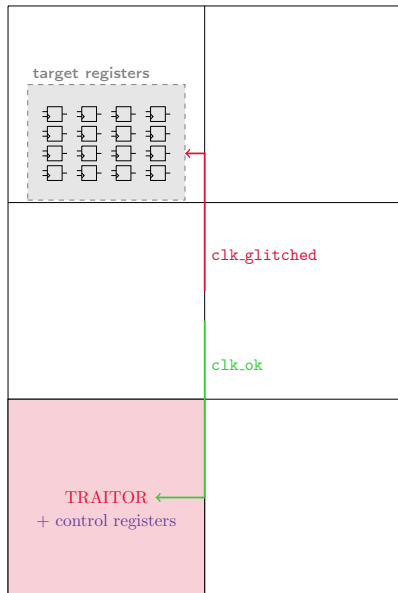 target registers
clk_glitched
clk_ok
TRAITOR
+ control registers